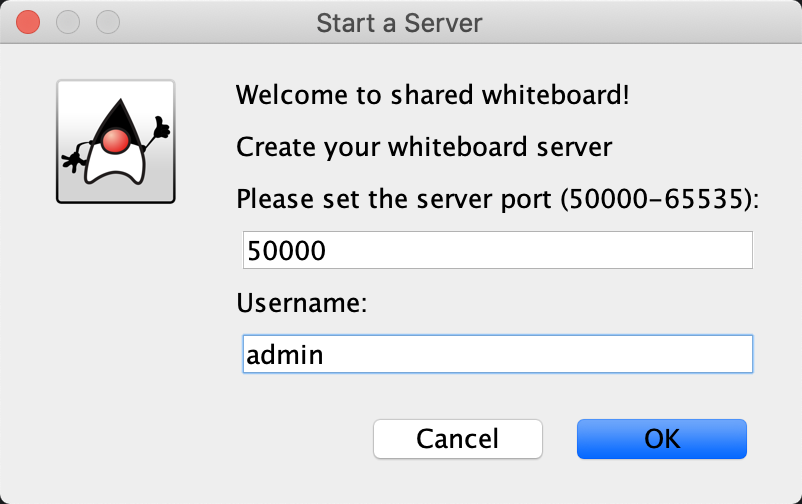 Start a Server
Welcome to shared whiteboard!
Create your whiteboard server
Please set the server port (50000-65535):
50000
Username:
admin
Cancel
OK